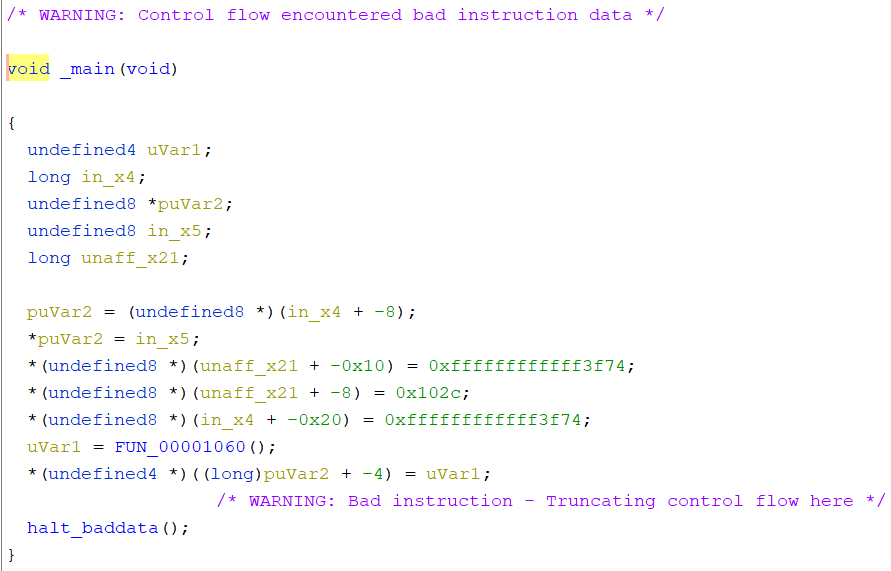 /* WARNING: Control flow encountered bad instruction data */
void _main(void)
{
undefined4 uVar1;
long in_x4;
undefined8 *puVar2;
undefined8 in_x5;
long unaff_x21;
puVar2 = (undefined8 *)(in_x4 + -8);
*puVar2 = in_x5;
*(undefined8 *)(unaff_x21 + -0x10) = 0xffffffffffff3f74;
*(undefined8 *)(unaff_x21 + -8) = 0x102c;
*(undefined8 *)(in_x4 + -0x20) = 0xffffffffffff3f74;
uVar1 = FUN_00001060();
*(undefined4 *)((long)puVar2 + -4) = uVar1;
/* WARNING: Bad instruction - Truncating control flow here */
halt_baddata();
}